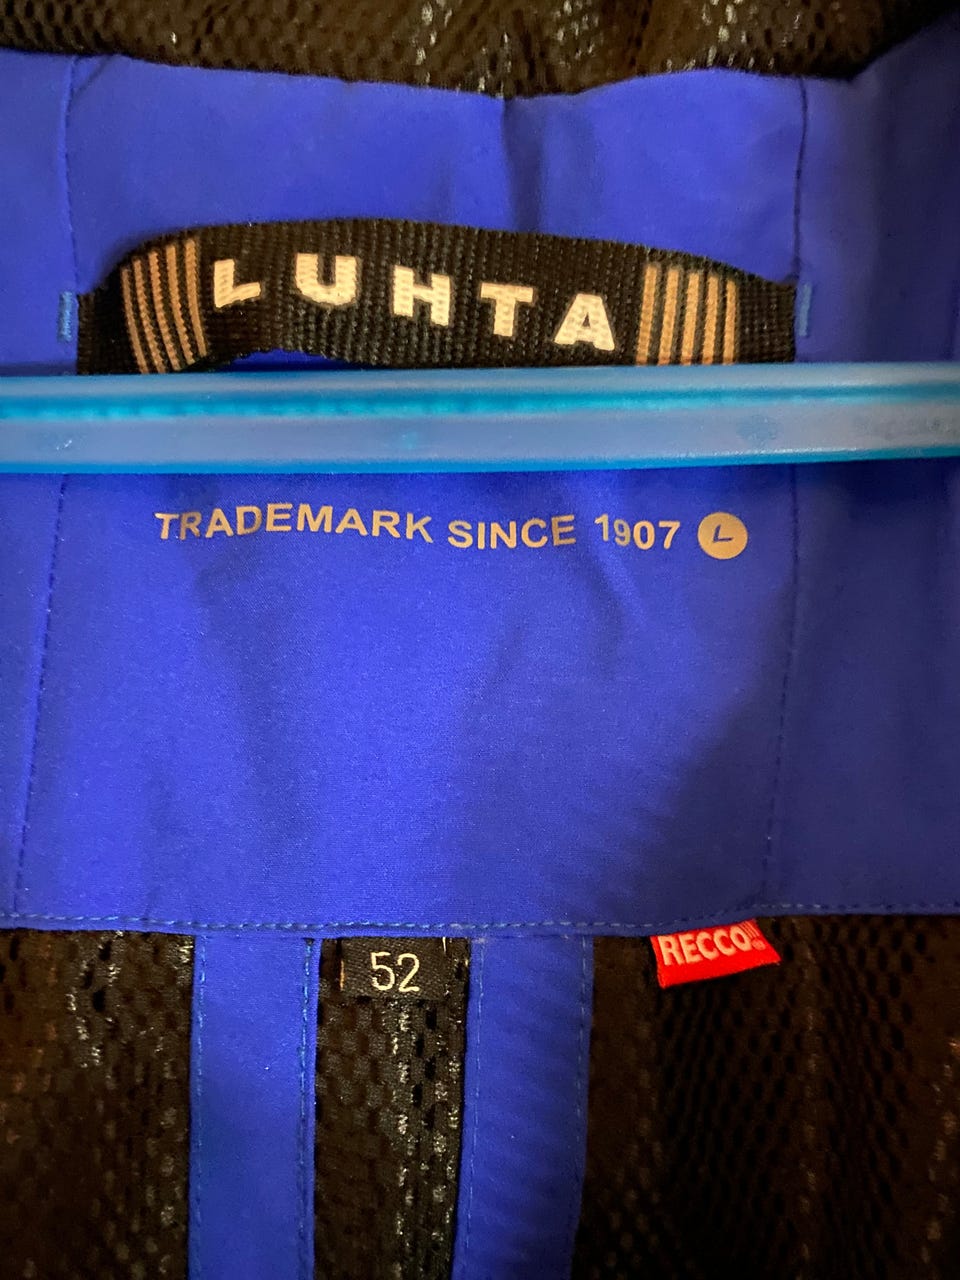 LUHTA
TRADEMARK SINCE 1907 L
52
RECCO